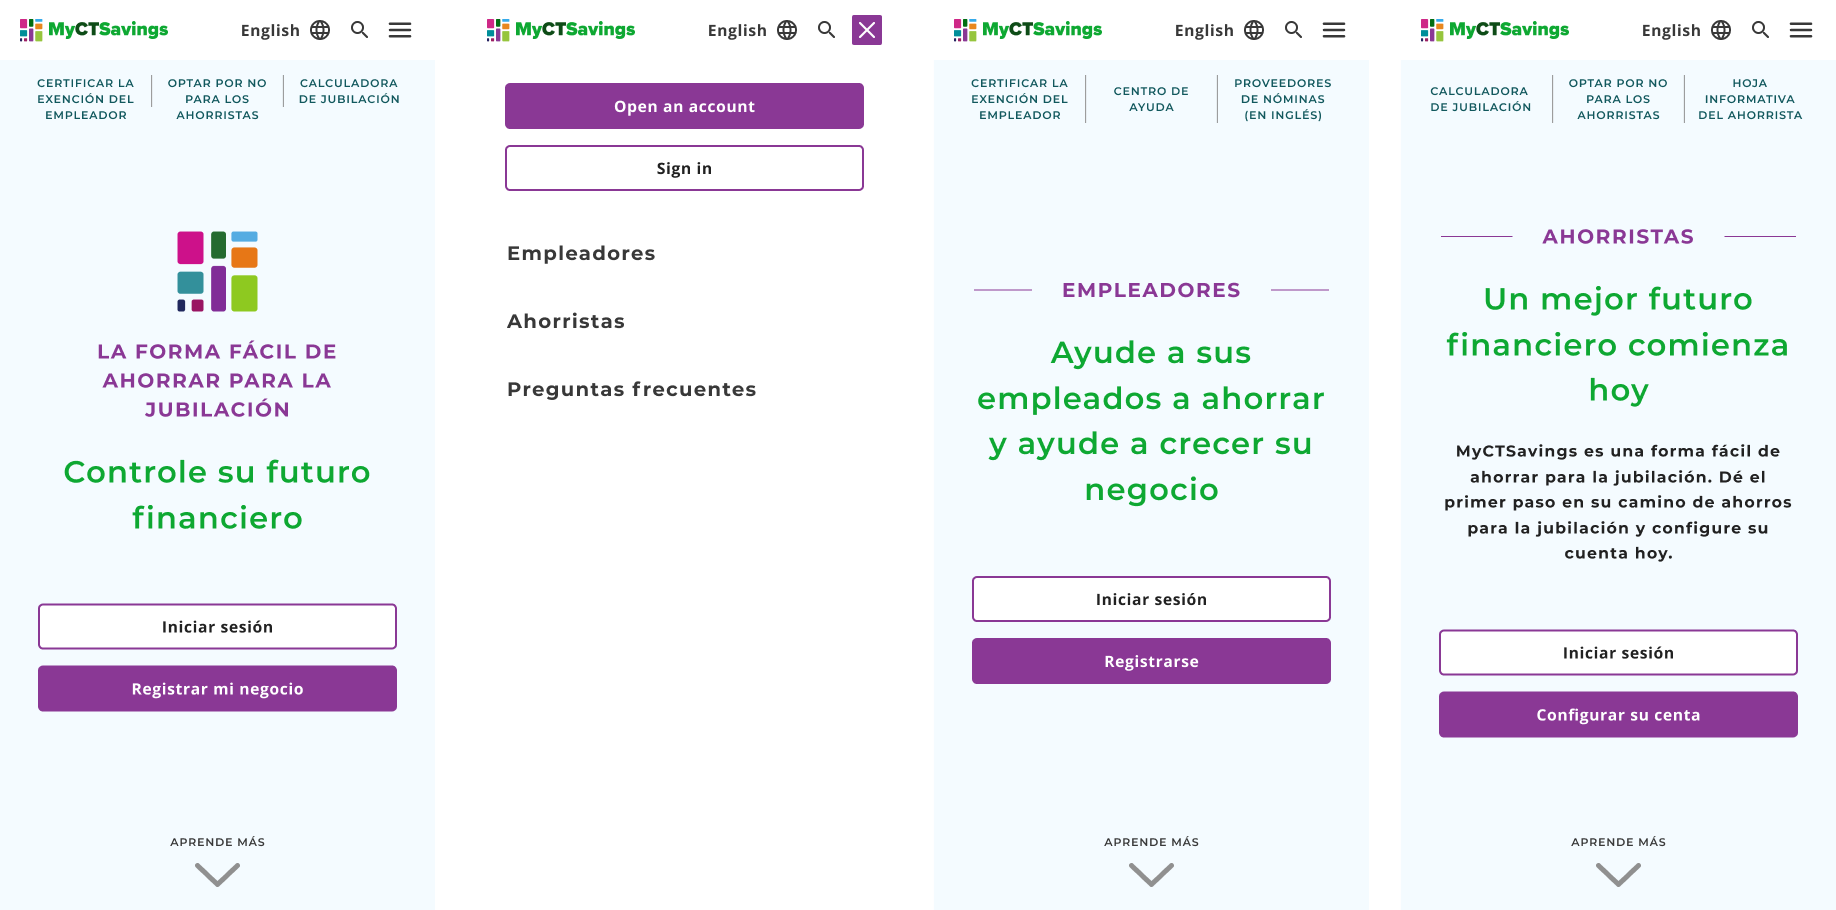 MyCTSavings
English
CERTIFICAR LA
EXENCIÓN DEL
EMPLEADOR
OPTAR POR NO
PARA LOS
AHORRISTAS
CALCULADORA
DE JUBILACIÓN
LA FORMA FÁCIL DE
AHORRAR PARA LA
JUBILACIÓN
Controle su futuro
financiero
Iniciar sesión
Registrar mi negocio
APRENDE MÁS
MyCTSavings
English
Open an account
Sign in
Empleadores
Ahorristas
Preguntas frecuentes
MyCTSavings
English
CERTIFICAR LA
EXENCIÓN DEL
EMPLEADOR
CENTRO DE
AYUDA
PROVEEDORES
DE NÓMINAS
(EN INGLÉS)
EMPLEADORES
Ayude a sus
empleados a ahorrar
y ayude a crecer su
negocio
Iniciar sesión
Registrarse
APRENDE MÁS
MyCTSavings
English
CALCULADORA
DE JUBILACIÓN
OPTAR POR NO
PARA LOS
AHORRISTAS
HOJA
INFORMATIVA
DEL AHORRISTA
AHORRISTAS
Un mejor futuro
financiero comienza
hoy
MyCTSavings es una forma fácil de
ahorrar para la jubilación. Dé el
primer paso en su camino de ahorros
para la jubilación y configure su
cuenta hoy.
Iniciar sesión
Configurar su centa
APRENDE MÁS